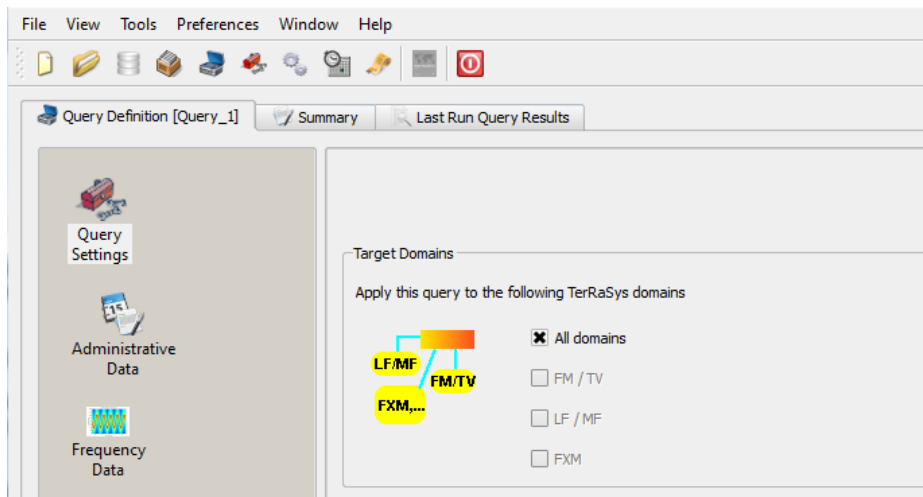 File View Tools Preferences Window Help
Query Definition [Query_1] Summary Last Run Query Results
Query
Settings
Administrative
Data
Frequency
Data
Target Domains
Apply this query to the following TerRaSys domains
LF/MF
FM/TV
FXM,...
All domains
FM / TV
LF / MF
FXM